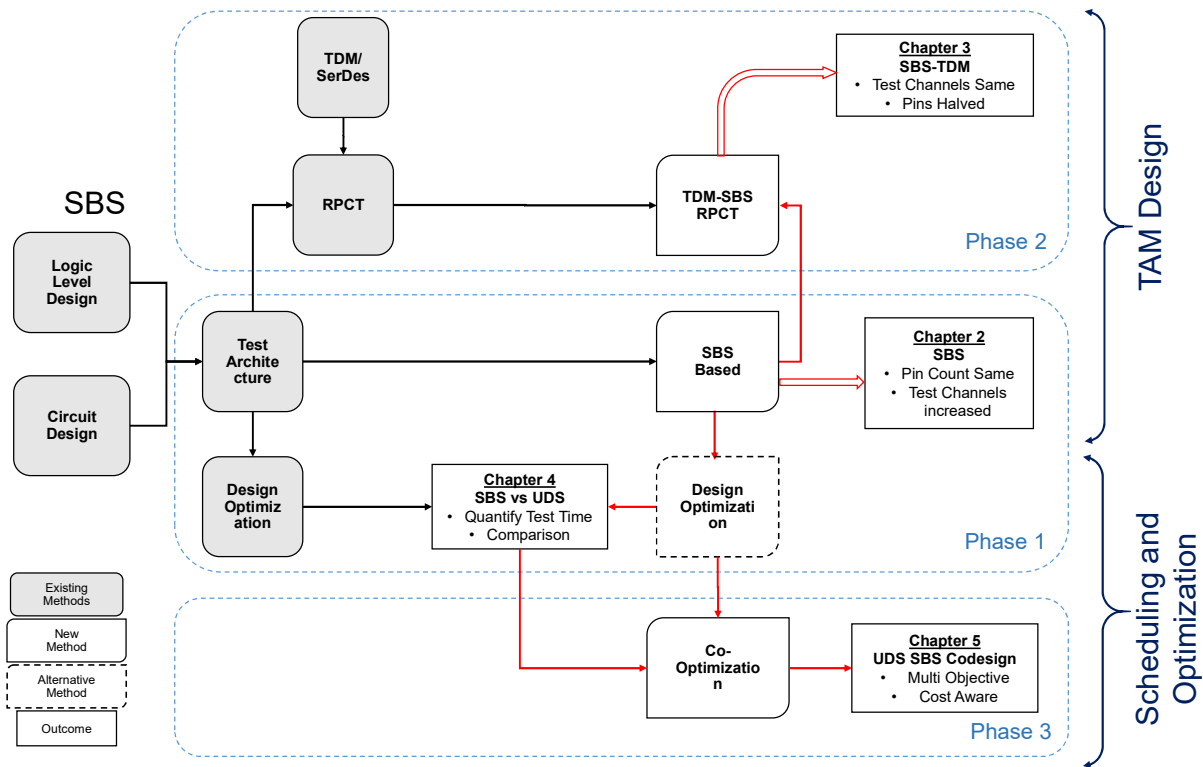 TDM/
SerDes
Chapter 3
SBS-TDM
• Test Channels Same
• Pins Halved
RPCT
TDM-SBS
RPCT
Phase 2
TAM Design
SBS
Logic
Level
Design
Circuit
Design
Test
Archite
cture
SBS
Based
Chapter 2
SBS
• Pin Count Same
• Test Channels
increased
Design
Optimiz
ation
Chapter 4
SBS vs UDS
• Quantify Test Time
• Comparison
Design
Optimizati
on
Phase 1
Existing
Methods
New
Method
Alternative
Method
Outcome
Co-
Optimizatio
n
Chapter 5
UDS SBS Codesign
• Multi Objective
• Cost Aware
Phase 3
Scheduling and
Optimization